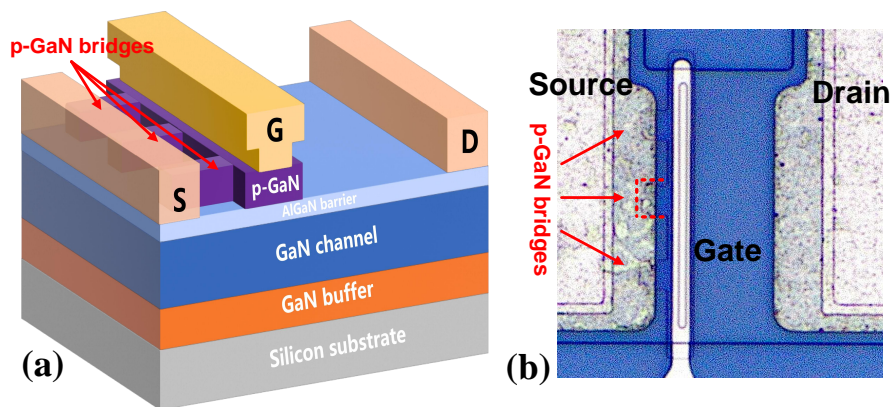 p-GaN bridges
G
D
S
p-GaN
AlGaN barrier
GaN channel
GaN buffer
Silicon substrate
(a)
Source
Drain
p-GaN bridges
Gate
(b)